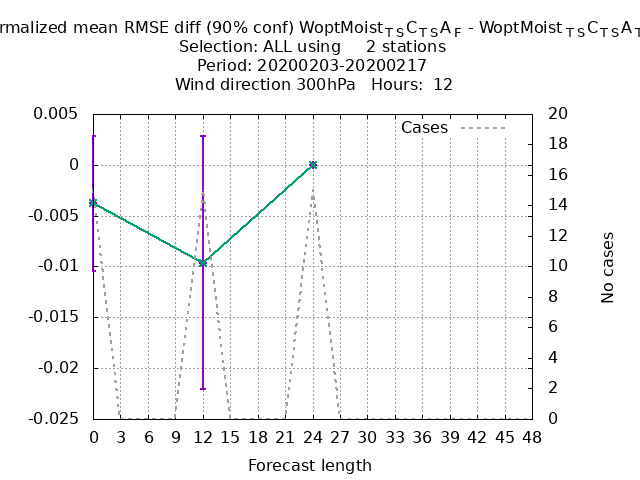 rmalized mean RMSE diff (90% conf) WoptMoistTSCTSAF - WoptMoistTSCTSAT
Selection: ALL using 2 stations
Period: 20200203-20200217
Wind direction 300hPa Hours: 12
Cases
0.005
0
-0.005
-0.01
-0.015
-0.02
-0.025
20
18
16
14
12
10
8
6
4
2
0
No cases
0 3 6 9 12 15 18 21 24 27 30 33 36 39 42 45 48
Forecast length